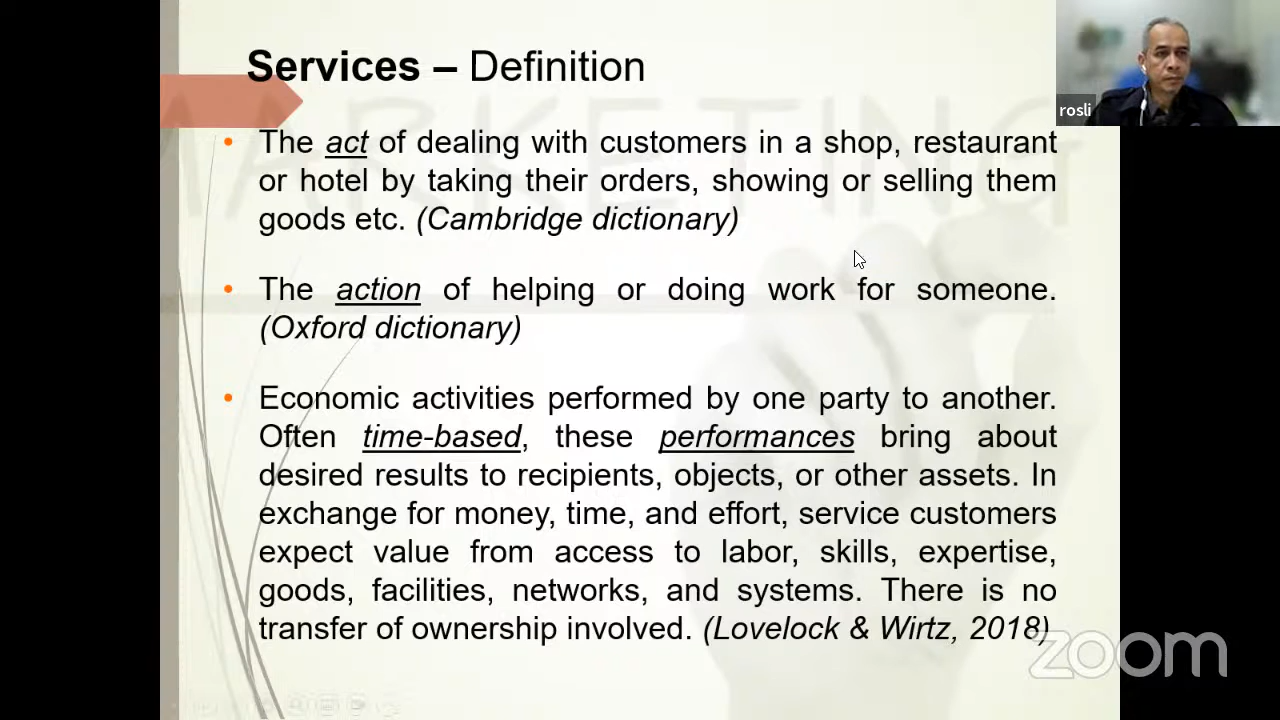 Services – Definition
rosli
MARKETING
• The act of dealing with customers in a shop, restaurant
or hotel by taking their orders, showing or selling them
goods etc. (Cambridge dictionary)
• The action of helping or doing work for someone.
(Oxford dictionary)
• Economic activities performed by one party to another.
Often time-based, these performances bring about
desired results to recipients, objects, or other assets. In
exchange for money, time, and effort, service customers
expect value from access to labor, skills, expertise,
goods, facilities, networks, and systems. There is no
transfer of ownership involved. (Lovelock & Wirtz, 2018)
zoom